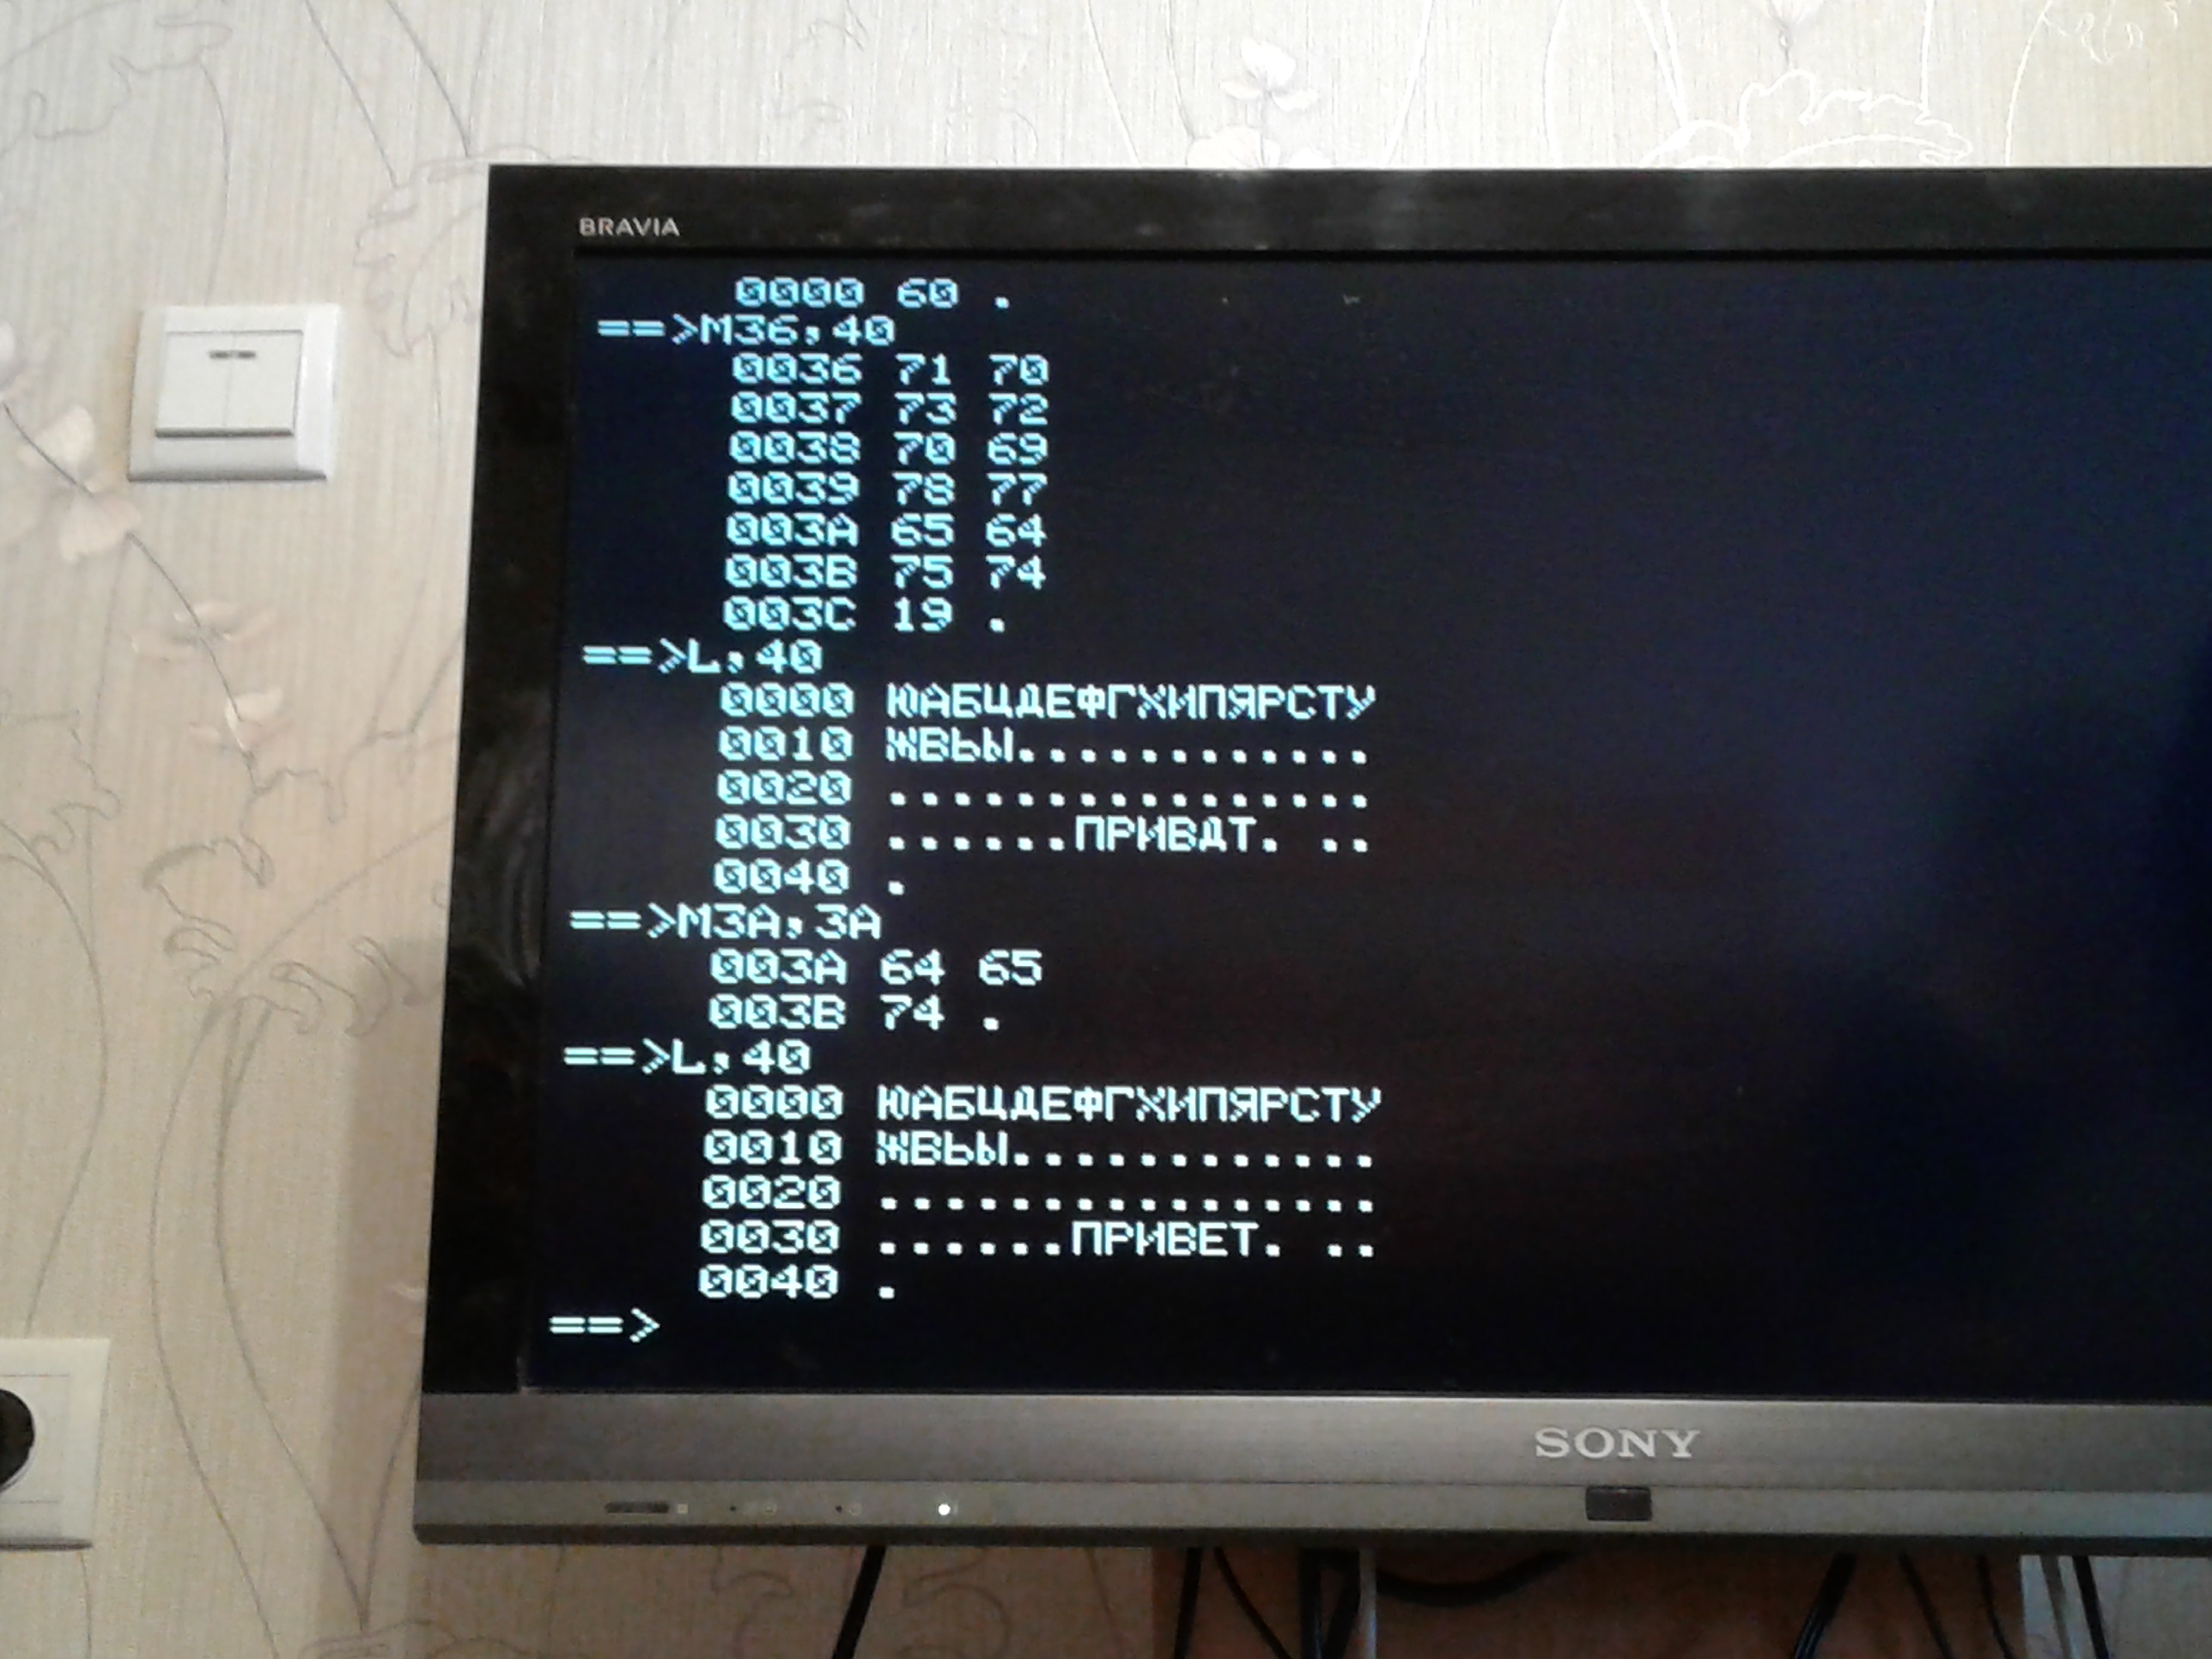 BRAVIA
0000 60 .
==>M36,40
0036 71 70
0037 73 72
0038 70 69
0039 78 77
003A 65 64
003B 75 74
003C 19 .
==>L,40
0000 ЮАБЦДЕФГХИПЯРСТУ
0010 ЖВЬЫ............
0020 ................
0030 ......ПРИВДТ. ..
0040 .
==>M3A,3A
003A 64 65
003B 74 .
==>L,40
0000 ЮАБЦДЕФГХИПЯРСТУ
0010 ЖВЬЫ............
0020 ................
0030 ......ПРИВЕТ. ..
0040 .
==>
SONY